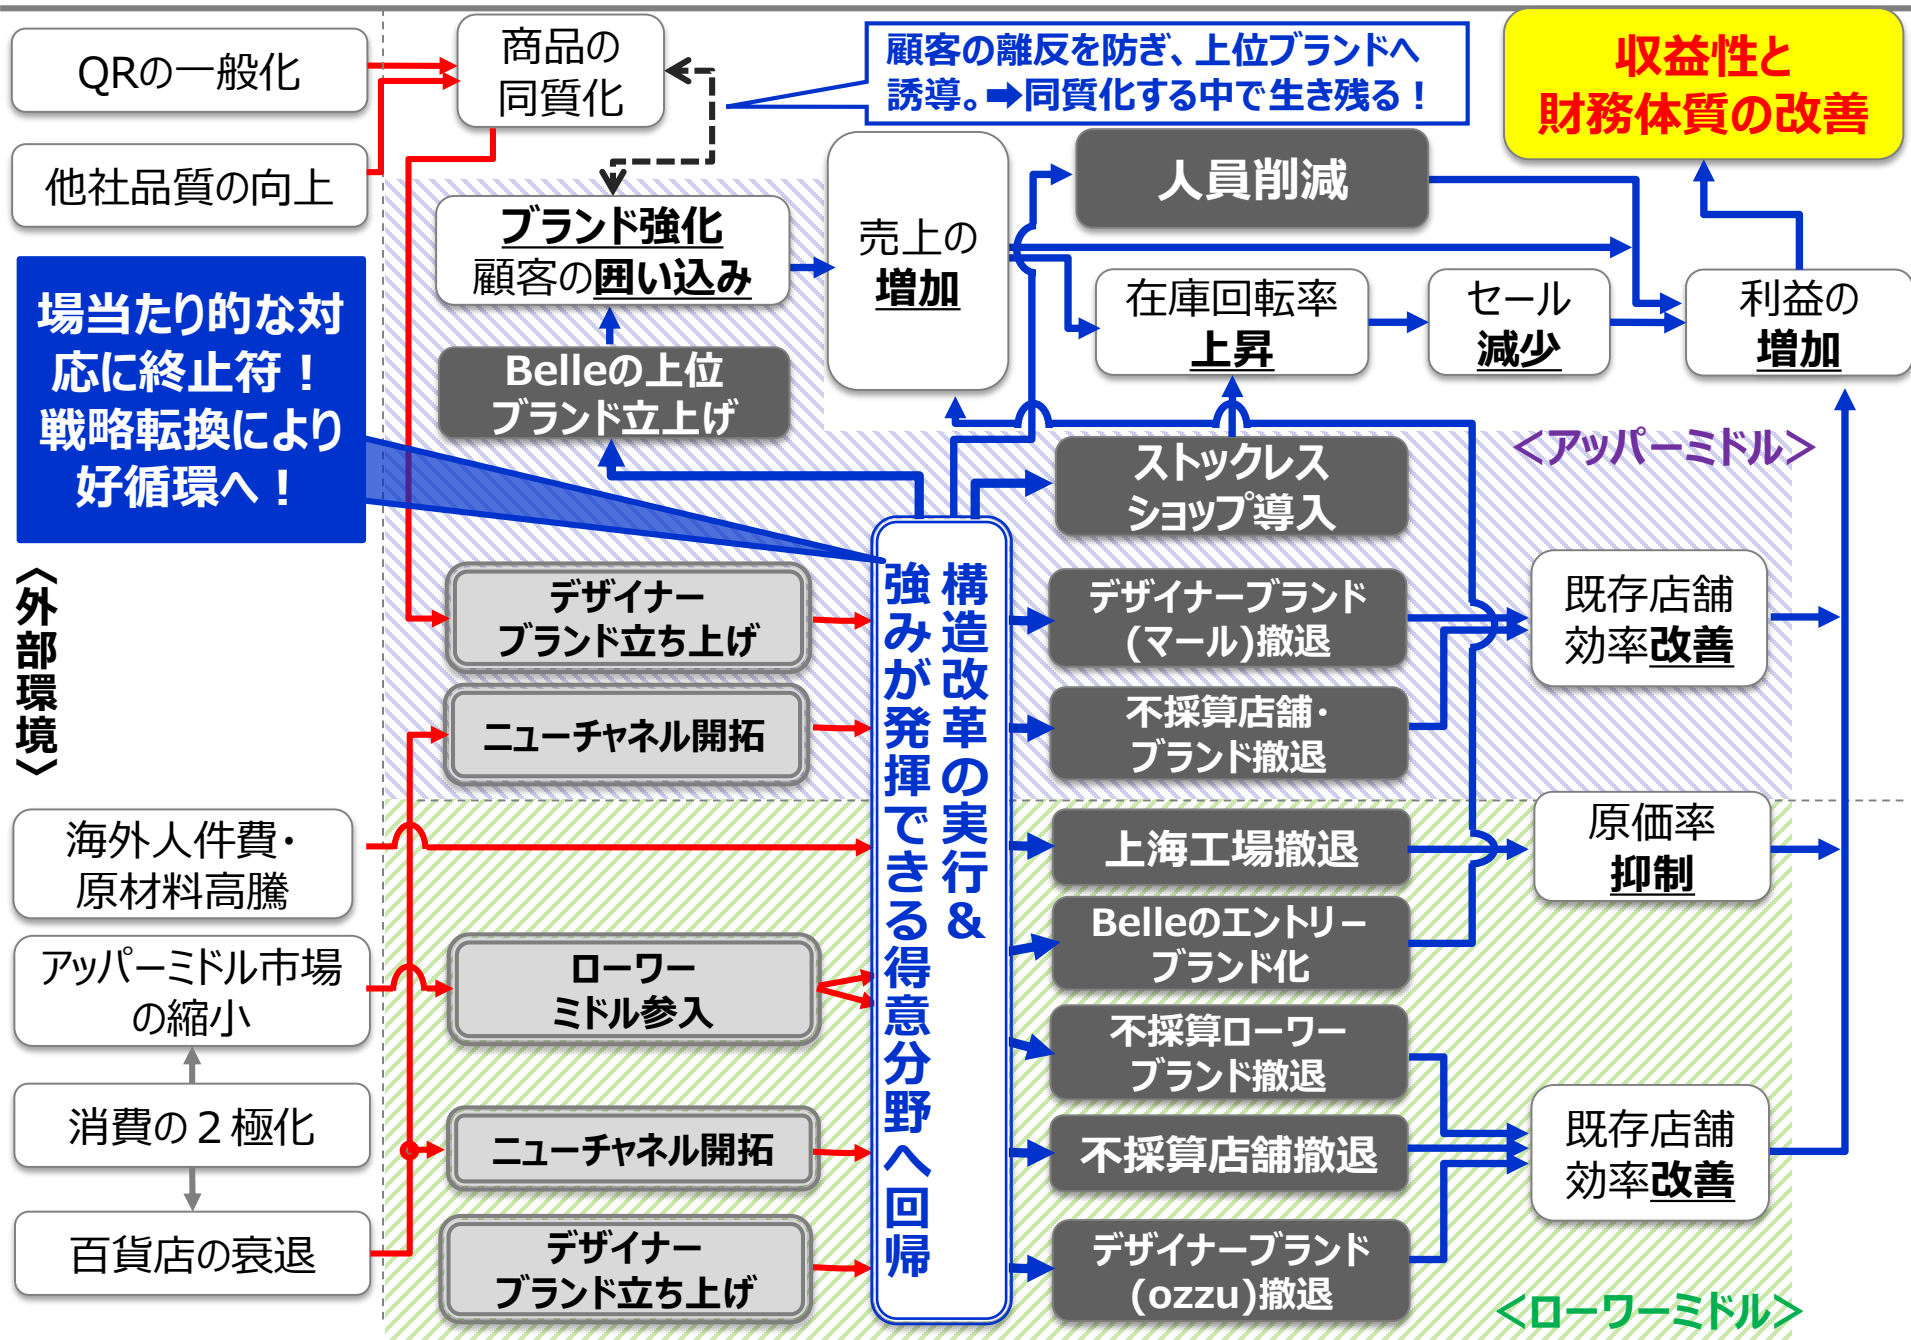 QRの一般化
他社品質の向上
商品の
同質化
顧客の離反を防ぎ、上位ブランドへ
誘導。➡同質化する中で生き残る！
収益性と
財務体質の改善
ブランド強化
顧客の囲い込み
売上の
増加
人員削減
在庫回転率
上昇
セール
減少
利益の
増加
場当たり的な対
応に終止符！
戦略転換により
好循環へ！
Belleの上位
ブランド立上げ
＜アッパーミドル＞
ストックレス
ショップ導入
〈外部環境〉
デザイナー
ブランド立ち上げ
ニューチャネル開拓
構造改革の実行＆
強みが発揮できる得意分野へ回帰
デザイナーブランド
(マール)撤退
不採算店舗・
ブランド撤退
既存店舗
効率改善
海外人件費・
原材料高騰
アッパーミドル市場
の縮小
消費の２極化
百貨店の衰退
ローワー
ミドル参入
ニューチャネル開拓
デザイナー
ブランド立ち上げ
上海工場撤退
Belleのエントリー
ブランド化
不採算ローワー
ブランド撤退
不採算店舗撤退
デザイナーブランド
(ozzu)撤退
原価率
抑制
既存店舗
効率改善
＜ローワーミドル＞